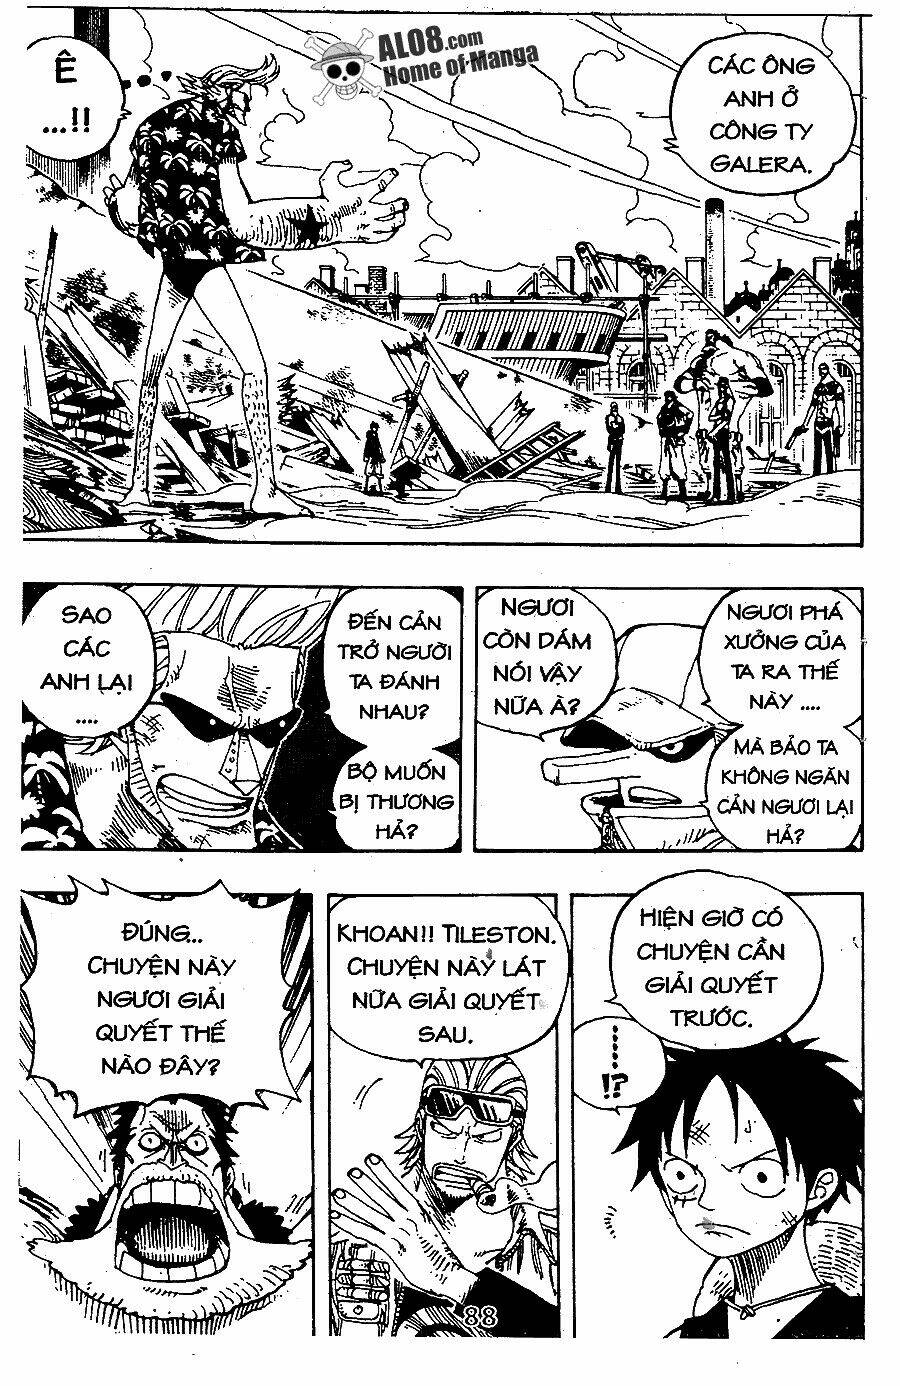 AL08.com
Home of Manga
CÁC ÔNG
ANH Ở
CÔNG TY
GALERA.
Ê
...!!
NGƯƠI PHÁ
XƯỞNG CỦA
TA RA THẾ
NÀY ....
MÀ BẢO TA
KHÔNG NGĂN
CẢN NGƯƠI LẠI
HẢ?
NGƯƠI
CÒN DÁM
NÓI VẬY
NỮA À?
ĐẾN CẢN
TRỞ NGƯỜI
TA ĐÁNH
NHAU?
BỘ MUỐN
BỊ THƯƠNG
HẢ?
SAO
CÁC
ANH LẠI
....
HIỆN GIỜ CÓ
CHUYỆN CẦN
GIẢI QUYẾT
TRƯỚC.
......!?
KHOAN!! TILESTON.
CHUYỆN NÀY LÁT
NỮA GIẢI QUYẾT
SAU.
ĐÚNG...
CHUYỆN NÀY
NGƯƠI GIẢI
QUYẾT THẾ
NÀO ĐÂY?
88